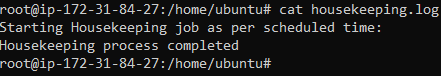 root@ip-172-31-84-27:/home/ubuntu# cat housekeeping.log
Starting Housekeeping job as per scheduled time:
Housekeeping process completed
root@ip-172-31-84-27:/home/ubuntu#